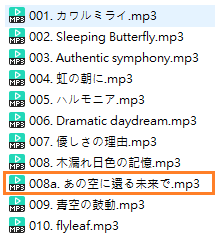 001. カワルミライ.mp3
002. Sleeping Butterfly.mp3
003. Authentic symphony.mp3
004. 虹の朝に.mp3
005. ハルモニア.mp3
006. Dramatic daydream.mp3
007. 優しさの理由.mp3
008. 木漏れ日色の記憶.mp3
008a. あの空に還る未来で.mp3
009. 青空の鼓動.mp3
010. flyleaf.mp3